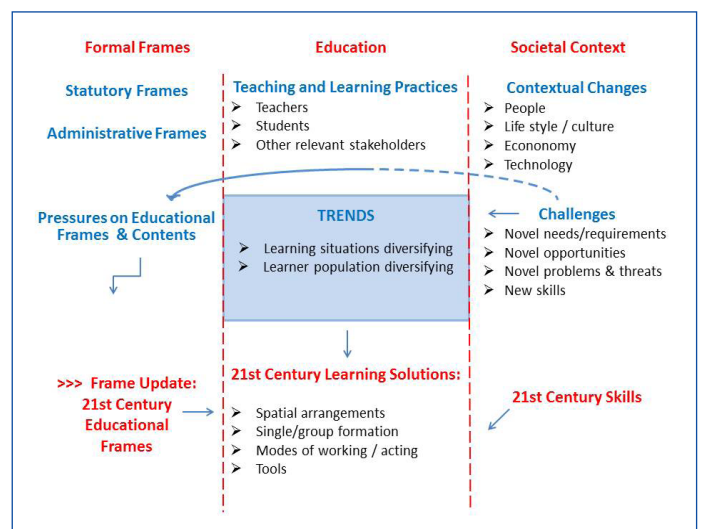 Formal Frames
Statutory Frames
Administrative Frames
Pressures on Educational
Frames & Contents
>>> Frame Update:
21st Century
Educational
Frames
Education
Teaching and Learning Practices
Teachers
Students
Other relevant stakeholders
TRENDS
Learning situations diversifying
Learner population diversifying
21st Century Learning Solutions:
Spatial arrangements
Single/group formation
Modes of working / acting
Tools
Societal Context
Contextual Changes
People
Life style / culture
Econonomy
Technology
Challenges
Novel needs/requirements
Novel opportunities
Novel problems & threats
New skills
21st Century Skills